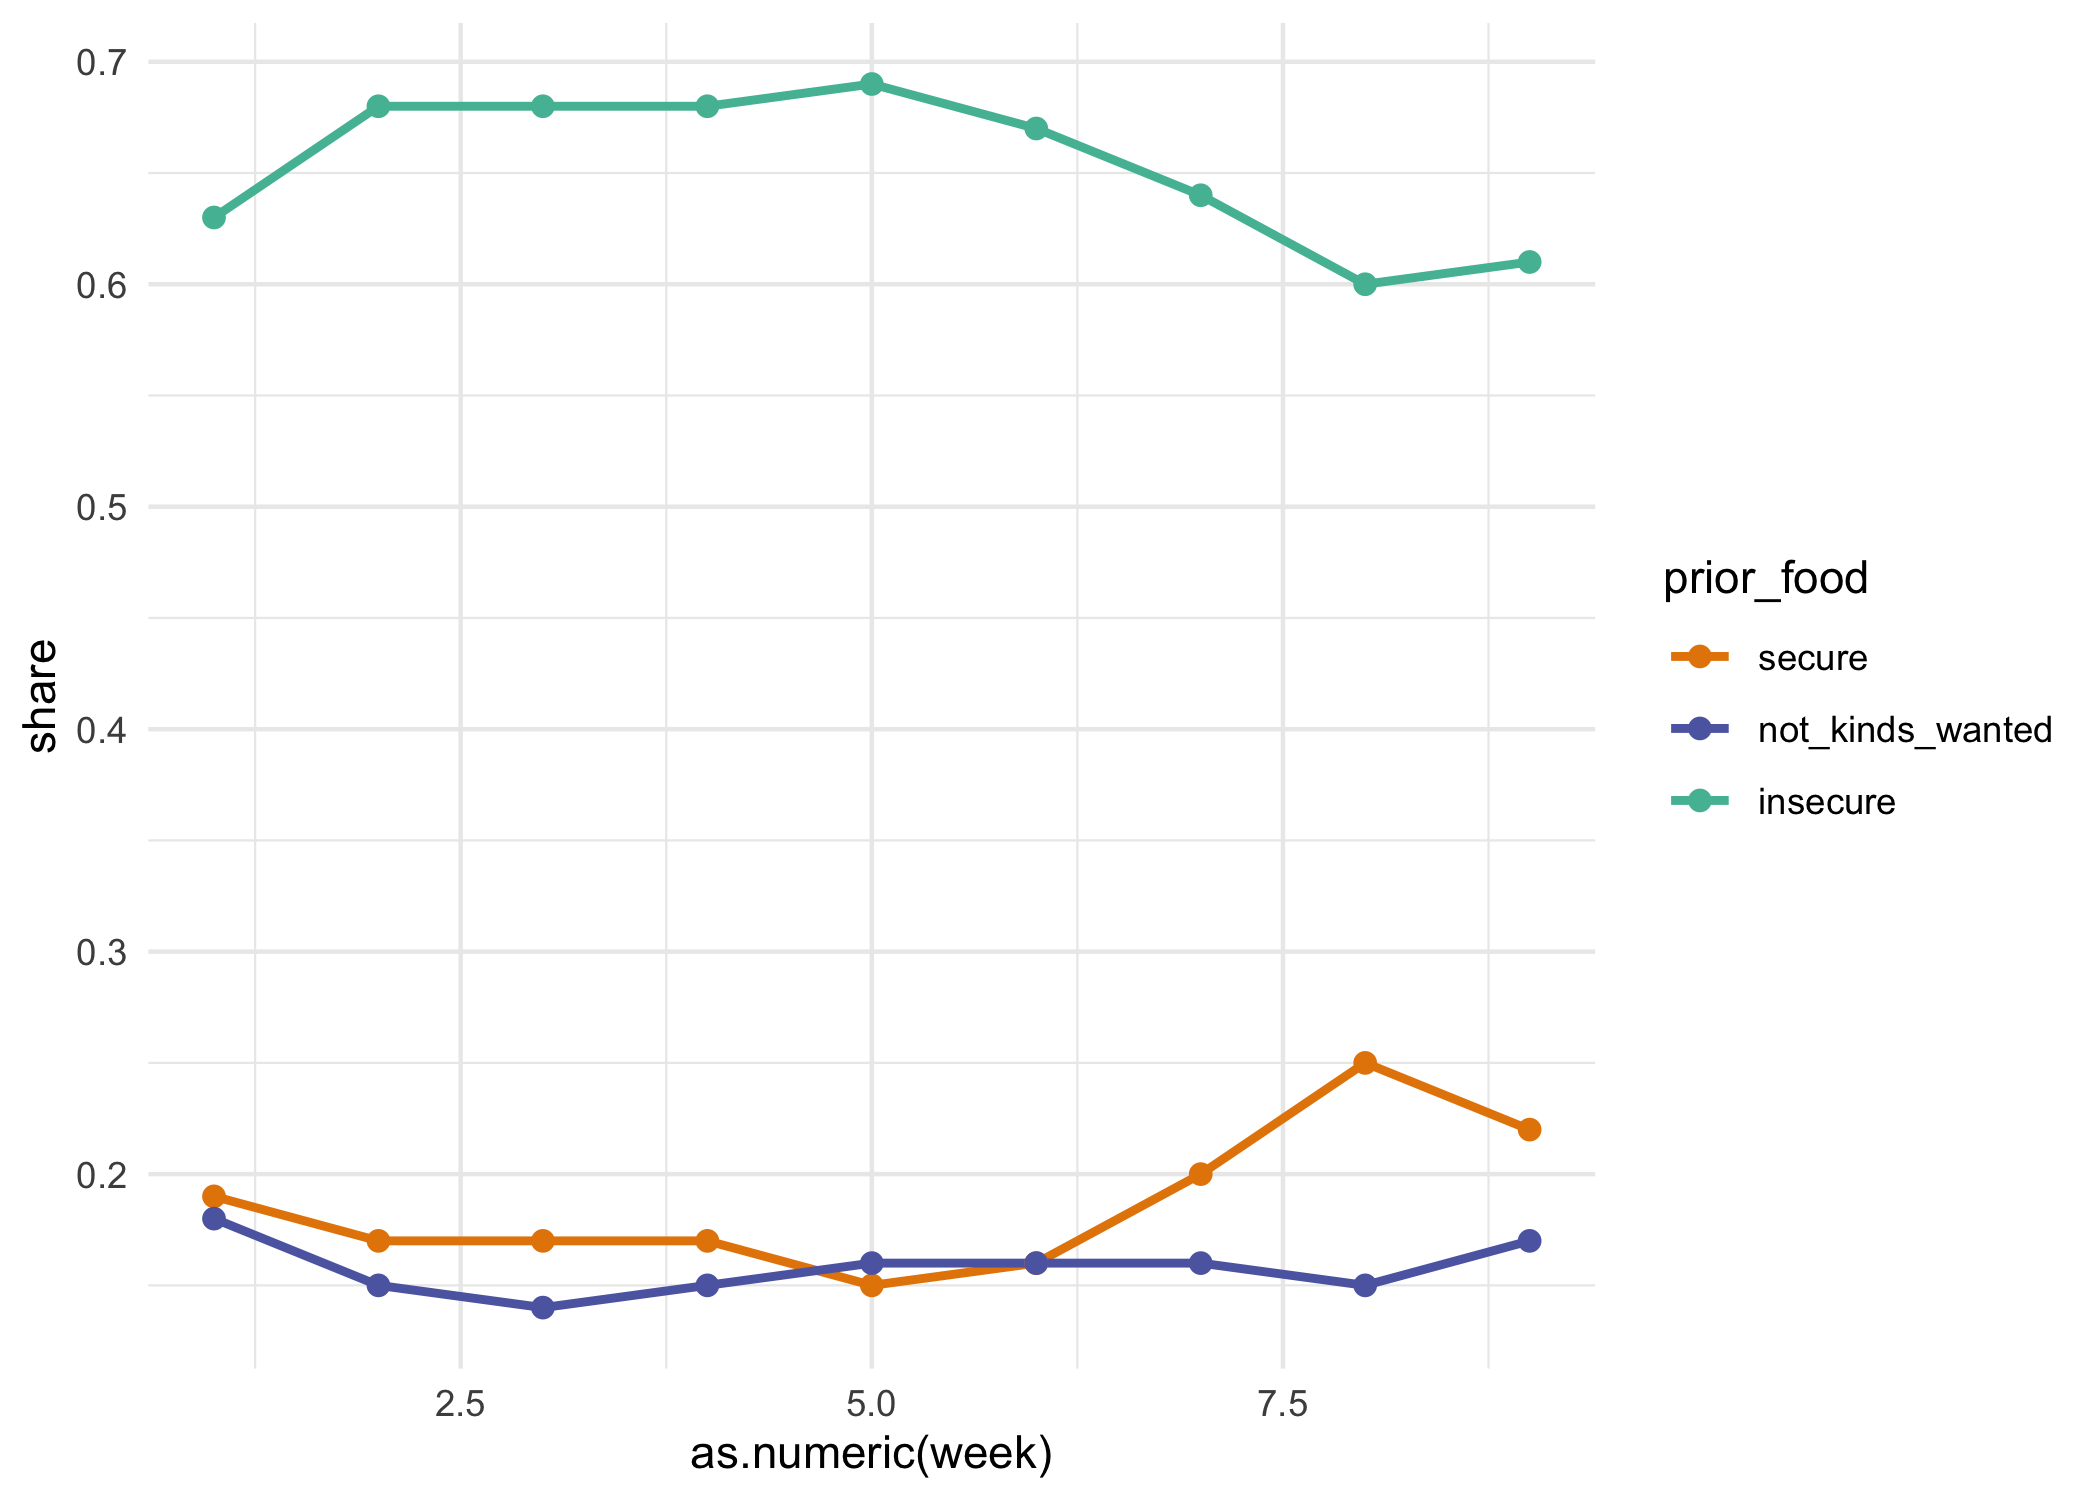 0.7
0.6
0.5
0.4
0.3
0.2
share
2.5 5.0 7.5
as.numeric(week)
prior_food
secure
not_kinds_wanted
insecure